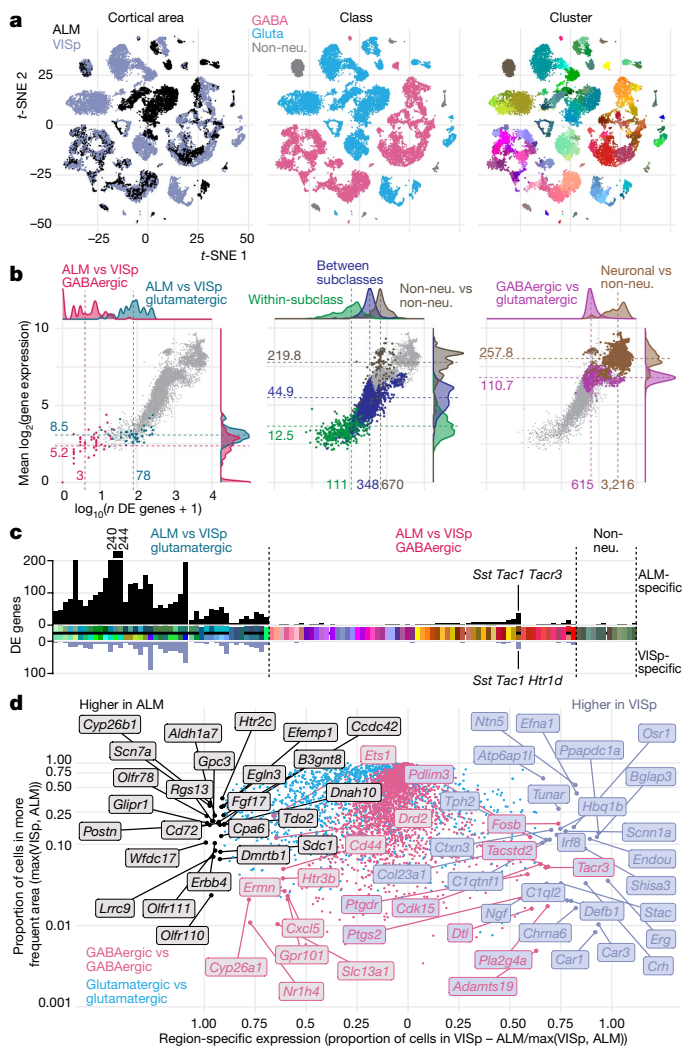 a
Cortical area
Class
Cluster
ALM
VISp
GABA
Gluta
Non-neu.
t-SNE 2
25
0
−25
−50
−25
0
25
50
t-SNE 1
b
ALM vs VISp
GABAergic
ALM vs VISp
glutamatergic
Between
subclasses
Within-subclass
Non-neu. vs
non-neu.
GABAergic vs
glutamatergic
Neuronal vs
non-neu.
Mean log2(gene expression)
10
5
0
8.5
5.2
3
78
0
1
2
3
4
log10(n DE genes + 1)
219.8
44.9
12.5
111
348
670
257.8
110.7
615
3,216
c
240
244
ALM vs VISp
glutamatergic
ALM vs VISp
GABAergic
Non-
neu.
DE genes
200
100
0
0
100
Sst Tac1 Tacr3
ALM-
specific
VISp-
specific
Sst Tac1 Htr1d
d
Higher in ALM
Higher in VISp
Cyp26b1
Aldh1a7
Htr2c
Efemp1
Ccdc42
Scn7a
Gpc3
Egln3
B3gnt8
Olfr78
Rgs13
Fgf17
Dnah10
Glipr1
Tdo2
Postn
Cd72
Cpa6
Wfdc17
Dmrtb1
Sdc1
Erbb4
Lrrc9
Olfr111
Olfr110
Ets1
Pdlim3
Drd2
Cd44
Htr3b
Ermn
Cxcl5
Gpr101
Cyp26a1
Slc13a1
Nr1h4
Ntn5
Efna1
Osr1
Atp6ap1l
Ppapdc1a
Bglap3
Tph2
Tunar
Hbq1b
Fosb
Scnn1a
Ctxn3
Tacstd2
Irf8
Endou
Col23a1
C1qtnf1
Tacr3
Shisa3
Ptgdr
Cdk15
C1ql2
Stac
Ngf
Defb1
Ptgs2
Dtl
Chrna6
Erg
Pla2g4a
Car1
Car3
Crh
Adamts19
Proportion of cells in more
frequent area (max(VISp, ALM))
1.00
0.75
0.50
0.25
0.10
0.01
0.001
GABAergic vs
GABAergic
Glutamatergic vs
glutamatergic
1.00
0.75
0.50
0.25
0
0.25
0.50
0.75
1.00
Region-specific expression (proportion of cells in VISp − ALM/max(VISp, ALM))